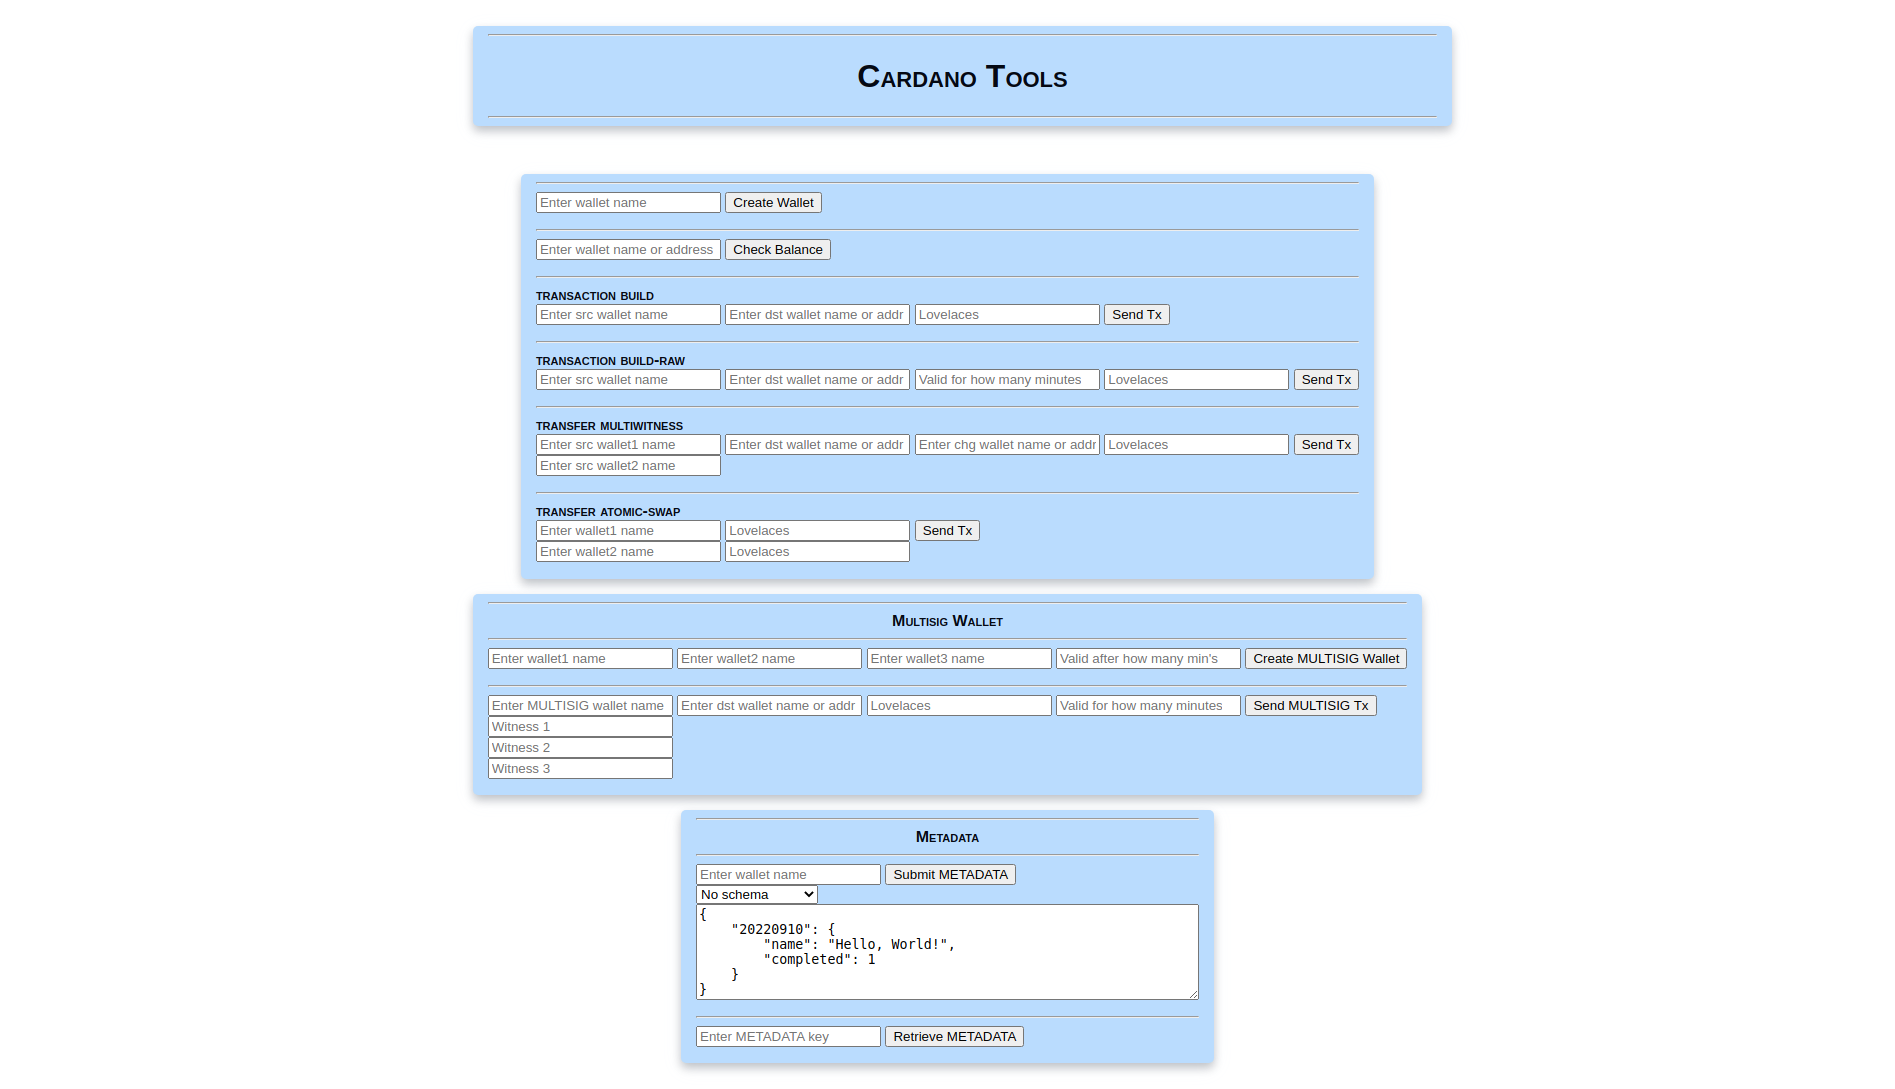 Cardano Tools
Enter wallet name Create Wallet
Enter wallet name or address Check Balance
transaction build
Enter src wallet name Enter dst wallet name or addr Lovelaces Send Tx
transaction build-raw
Enter src wallet name Enter dst wallet name or addr Valid for how many minutes Lovelaces Send Tx
transfer multiwitness
Enter src wallet1 name Enter dst wallet name or addr Enter chg wallet name or addr Lovelaces Send Tx
Enter src wallet2 name
transfer atomic-swap
Enter wallet1 name Lovelaces Send Tx
Enter wallet2 name Lovelaces
Multisig Wallet
Enter wallet1 name Enter wallet2 name Enter wallet3 name Valid after how many min's Create MULTISIG Wallet
Enter MULTISIG wallet name Enter dst wallet name or addr Lovelaces Valid for how many minutes Send MULTISIG Tx
Witness 1
Witness 2
Witness 3
Metadata
Enter wallet name Submit METADATA
No schema
{
    "20220910": {
        "name": "Hello, World!",
        "completed": 1
    }
}
Enter METADATA key Retrieve METADATA